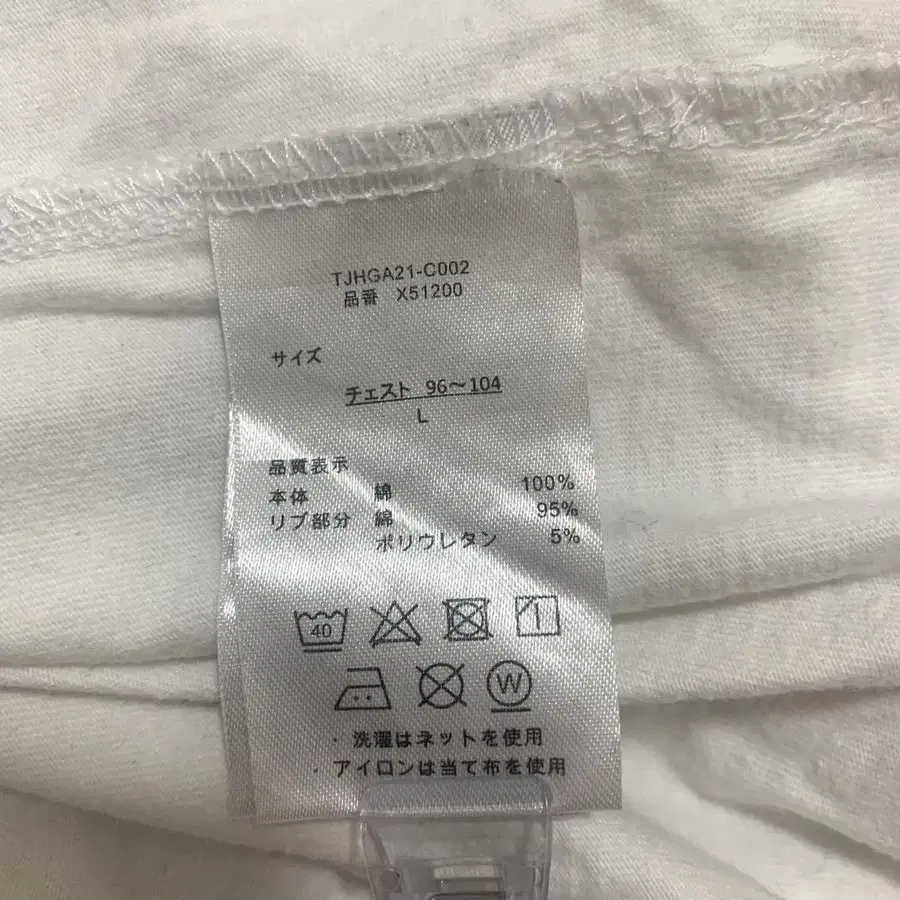 TJHGA21-C002
品番 X51200
サイズ
チェスト 96～104
L
品質表示
本体 綿 100%
リブ部分 綿 95%
ポリウレタン 5%
40
W
・洗濯はネットを使用
・アイロンは当て布を使用